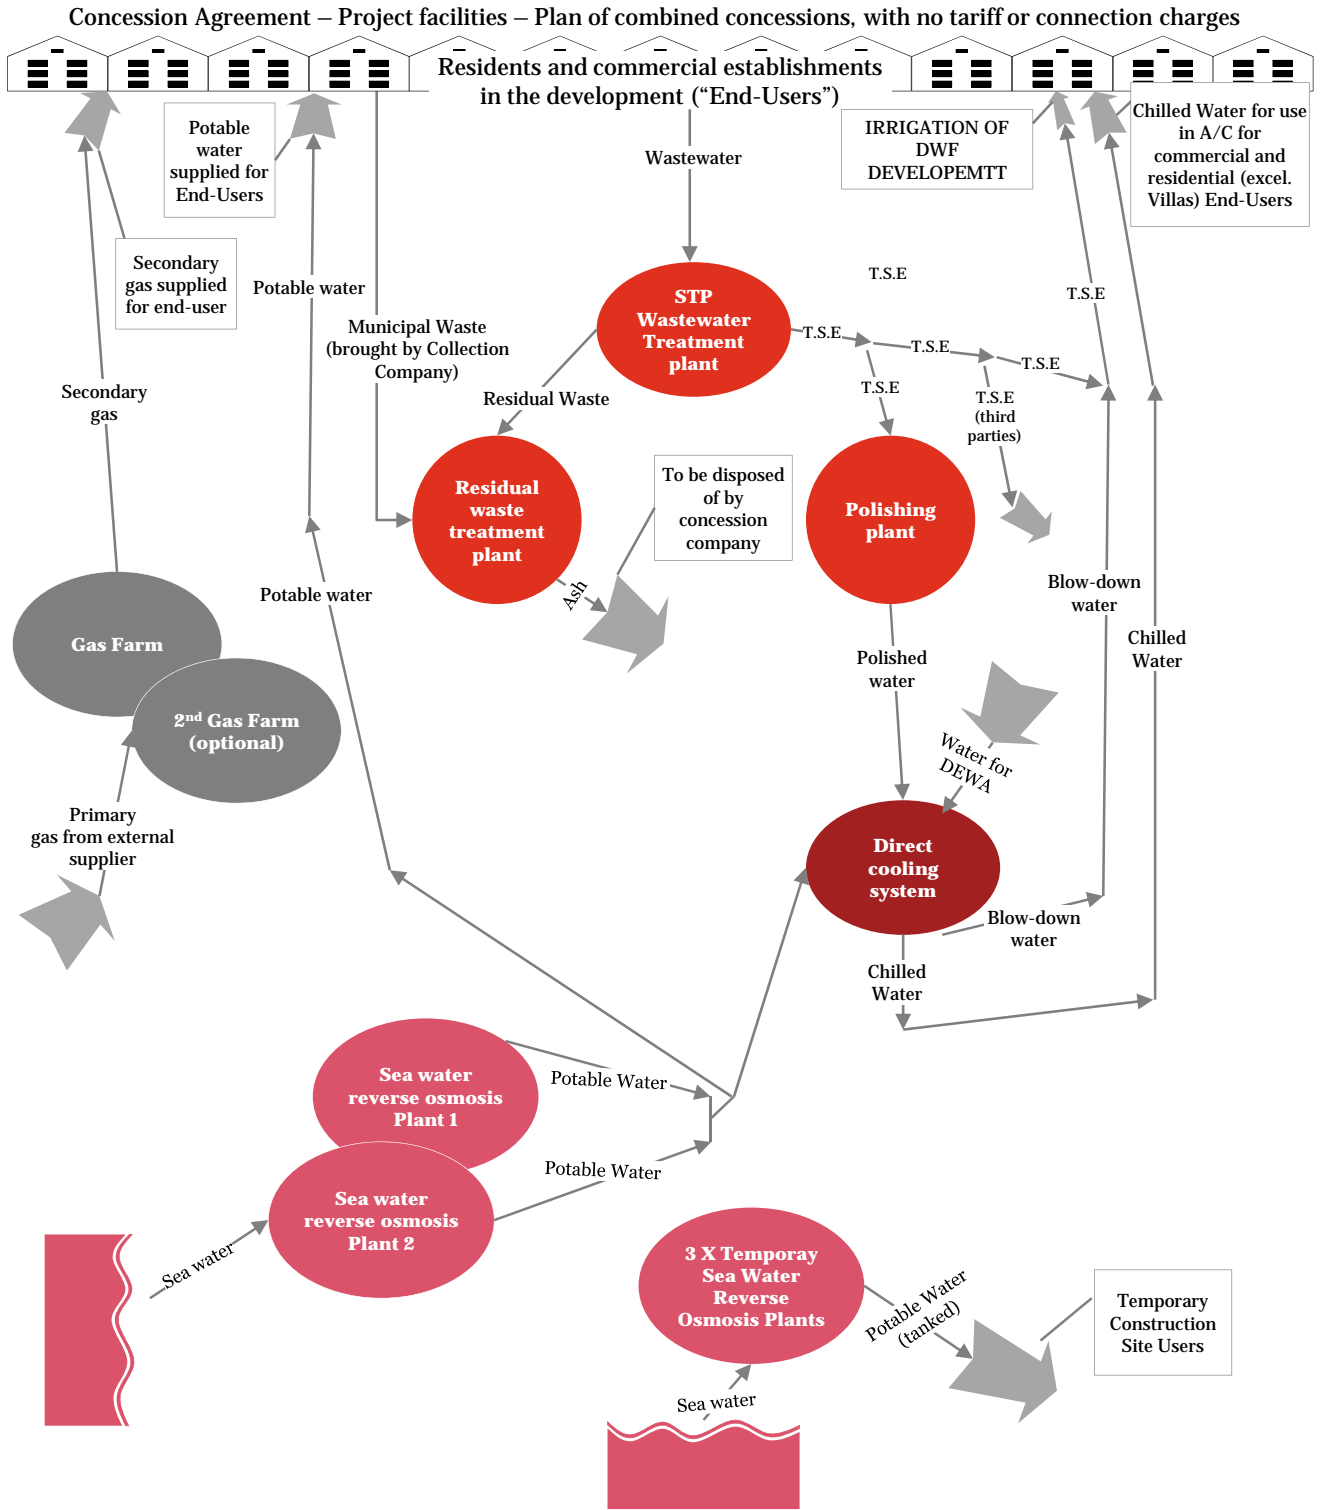 Concession Agreement – Project facilities – Plan of combined concessions, with no tariff or connection charges
Residents and commercial establishments
in the development (“End-Users”)
Potable
water
supplied for
End-Users
Wastewater
IRRIGATION OF
DWF
DEVELOPEMTT
Chilled Water for use
in A/C for
commercial and
residential (excel.
Villas) End-Users
Secondary
gas supplied
for end-user
Potable water
Municipal Waste
(brought by Collection
Company)
STP
Wastewater
Treatment
plant
T.S.E
T.S.E
T.S.E
T.S.E
T.S.E
T.S.E
T.S.E
(third
parties)
Secondary
gas
Residual Waste
Residual
waste
treatment
plant
To be disposed
of by
concession
company
Polishing
plant
Ash
Potable water
Blow-down
water
Chilled
Water
Gas Farm
2nd Gas Farm
(optional)
Polished
water
Water for
DEWA
Primary
gas from external
supplier
Direct
cooling
system
Blow-down
water
Chilled
Water
Sea water
reverse osmosis
Plant 1
Potable Water
Sea water
reverse osmosis
Plant 2
Potable Water
Sea water
3 X Temporay
Sea Water
Reverse
Osmosis Plants
Potable Water
(tanked)
Temporary
Construction
Site Users
Sea water